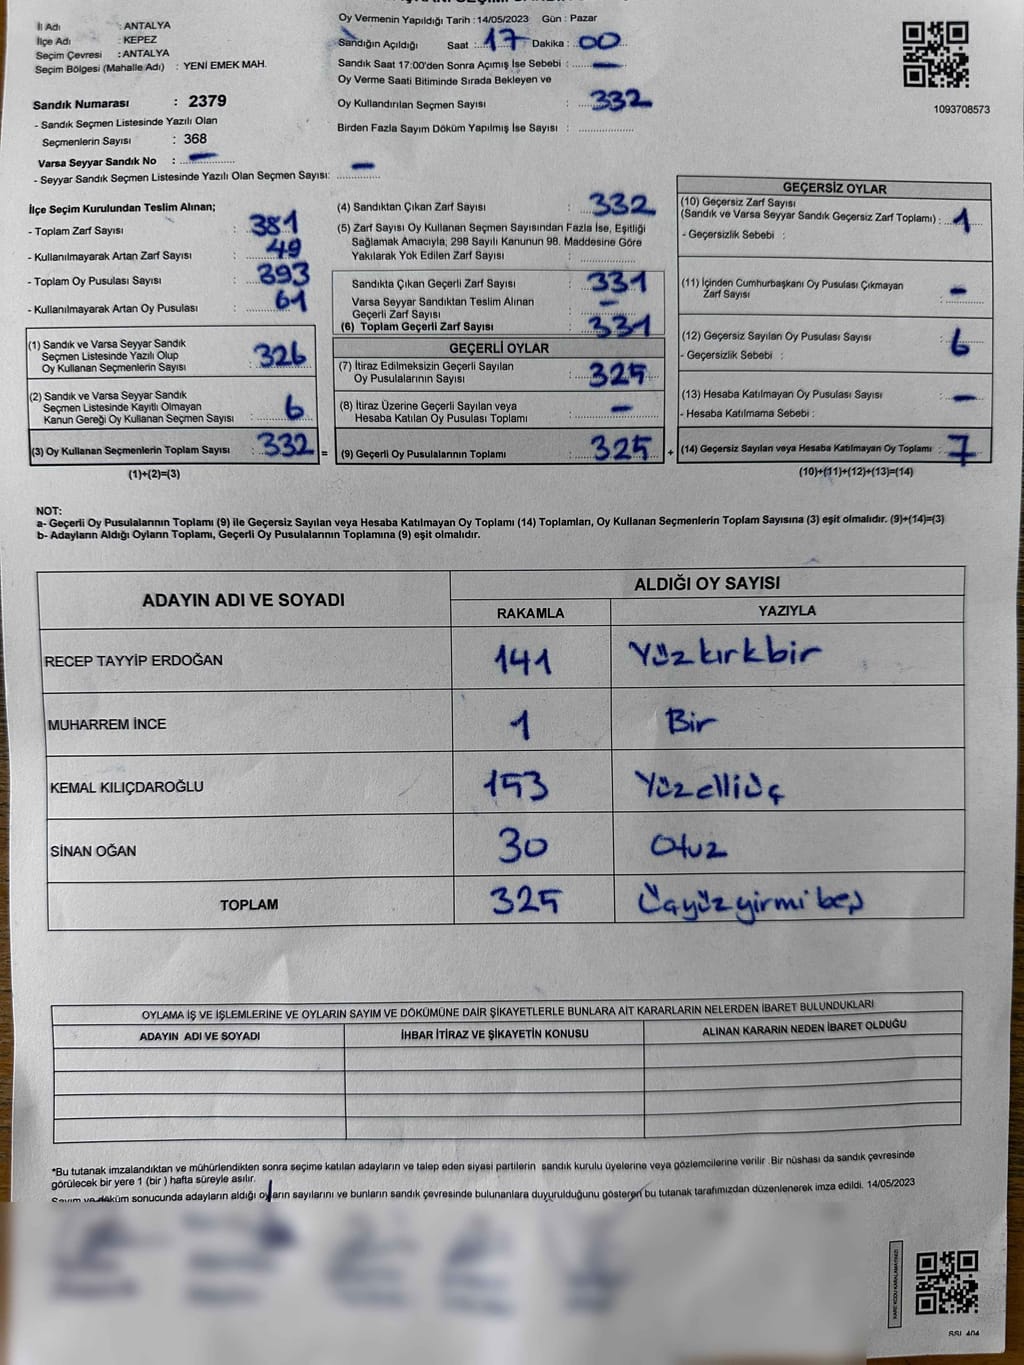 İl Adı : ANTALYA
İlçe Adı : KEPEZ
Seçim Çevresi : ANTALYA
Seçim Bölgesi (Mahalle Adı) : YENİ EMEK MAH.
Sandık Numarası : 2379
- Sandık Seçmen Listesinde Yazılı Olan
Seçmenlerin Sayısı : 368
Varsa Seyyar Sandık No : —
- Seyyar Sandık Seçmen Listesinde Yazılı Olan Seçmen Sayısı: —
Oy Vermenin Yapıldığı Tarih : 14/05/2023 Gün : Pazar
Sandığın Açıldığı Saat : 17 Dakika : 00
Sandık Saat 17:00'den Sonra Açımış İse Sebebi : —
Oy Verme Saati Bitiminde Sırada Bekleyen ve
Oy Kullandırılan Seçmen Sayısı : 332
Birden Fazla Sayım Döküm Yapılmış İse Sayısı :
1093708573
İlçe Seçim Kurulundan Teslim Alınan;
- Toplam Zarf Sayısı : 381
- Kullanılmayarak Artan Zarf Sayısı : 49
- Toplam Oy Pusulası Sayısı : 393
- Kullanılmayarak Artan Oy Pusulası : 61
(1) Sandık ve Varsa Seyyar Sandık
Seçmen Listesinde Yazılı Olup
Oy Kullanan Seçmenlerin Sayısı : 326
(2) Sandık ve Varsa Seyyar Sandık
Seçmen Listesinde Kayıtlı Olmayan
Kanun Gereği Oy Kullanan Seçmen Sayısı : 6
(3) Oy Kullanan Seçmenlerin Toplam Sayısı : 332 =
(1)+(2)=(3)
(4) Sandıktan Çıkan Zarf Sayısı : 332
(5) Zarf Sayısı Oy Kullanan Seçmen Sayısından Fazla İse, Eşitliği
Sağlamak Amacıyla; 298 Sayılı Kanunun 98. Maddesine Göre
Yakılarak Yok Edilen Zarf Sayısı :
Sandıkta Çıkan Geçerli Zarf Sayısı : 331
Varsa Seyyar Sandıktan Teslim Alınan
Geçerli Zarf Sayısı : —
(6) Toplam Geçerli Zarf Sayısı : 331
GEÇERLİ OYLAR
(7) İtiraz Edilmeksizin Geçerli Sayılan
Oy Pusulalarının Sayısı : 325
(8) İtiraz Üzerine Geçerli Sayılan veya
Hesaba Katılan Oy Pusulası Toplamı : —
(9) Geçerli Oy Pusulalarının Toplamı : 325 +
GEÇERSİZ OYLAR
(10) Geçersiz Zarf Sayısı
(Sandık ve Varsa Seyyar Sandık Geçersiz Zarf Toplamı) : 1
- Geçersizlik Sebebi :
(11) İçinden Cumhurbaşkanı Oy Pusulası Çıkmayan
Zarf Sayısı : —
(12) Geçersiz Sayılan Oy Pusulası Sayısı : 6
- Geçersizlik Sebebi :
(13) Hesaba Katılmayan Oy Pusulası Sayısı : —
- Hesaba Katılmama Sebebi :
(14) Geçersiz Sayılan veya Hesaba Katılmayan Oy Toplamı : 7
(10)+(11)+(12)+(13)=(14)
NOT:
a- Geçerli Oy Pusulalarının Toplamı (9) ile Geçersiz Sayılan veya Hesaba Katılmayan Oy Toplamı (14) Toplamları, Oy Kullanan Seçmenlerin Toplam Sayısına (3) eşit olmalıdır. (9)+(14)=(3)
b- Adayların Aldığı Oyların Toplamı, Geçerli Oy Pusulalarının Toplamına (9) eşit olmalıdır.
ADAYIN ADI VE SOYADI
ALDIĞI OY SAYISI
RAKAMLA YAZIYLA
RECEP TAYYİP ERDOĞAN 141 Yüzkırkbir
MUHARREM İNCE 1 Bir
KEMAL KILIÇDAROĞLU 153 Yüzelliüç
SİNAN OĞAN 30 Otuz
TOPLAM 325 Üçyüzyirmibeş
OYLAMA İŞ VE İŞLEMLERİNE VE OYLARIN SAYIM VE DÖKÜMÜNE DAİR ŞİKAYETLERLE BUNLARA AİT KARARLARIN NELERDEN İBARET BULUNDUKLARI
ADAYIN ADI VE SOYADI İHBAR İTİRAZ VE ŞİKAYETİN KONUSU ALINAN KARARIN NEDEN İBARET OLDUĞU
*Bu tutanak imzalandıktan ve mühürlendikten sonra seçime katılan adayların ve talep eden siyasi partilerin sandık kurulu üyelerine veya gözlemcilerine verilir. Bir nüshası da sandık çevresinde
görülecek bir yere 1 (bir) hafta süreyle asılır.
Sayım ve döküm sonucunda adayların aldığı oyların sayılarını ve bunların sandık çevresinde bulunanlara duyurulduğunu gösteren bu tutanak tarafımızdan düzenlenerek imza edildi. 14/05/2023